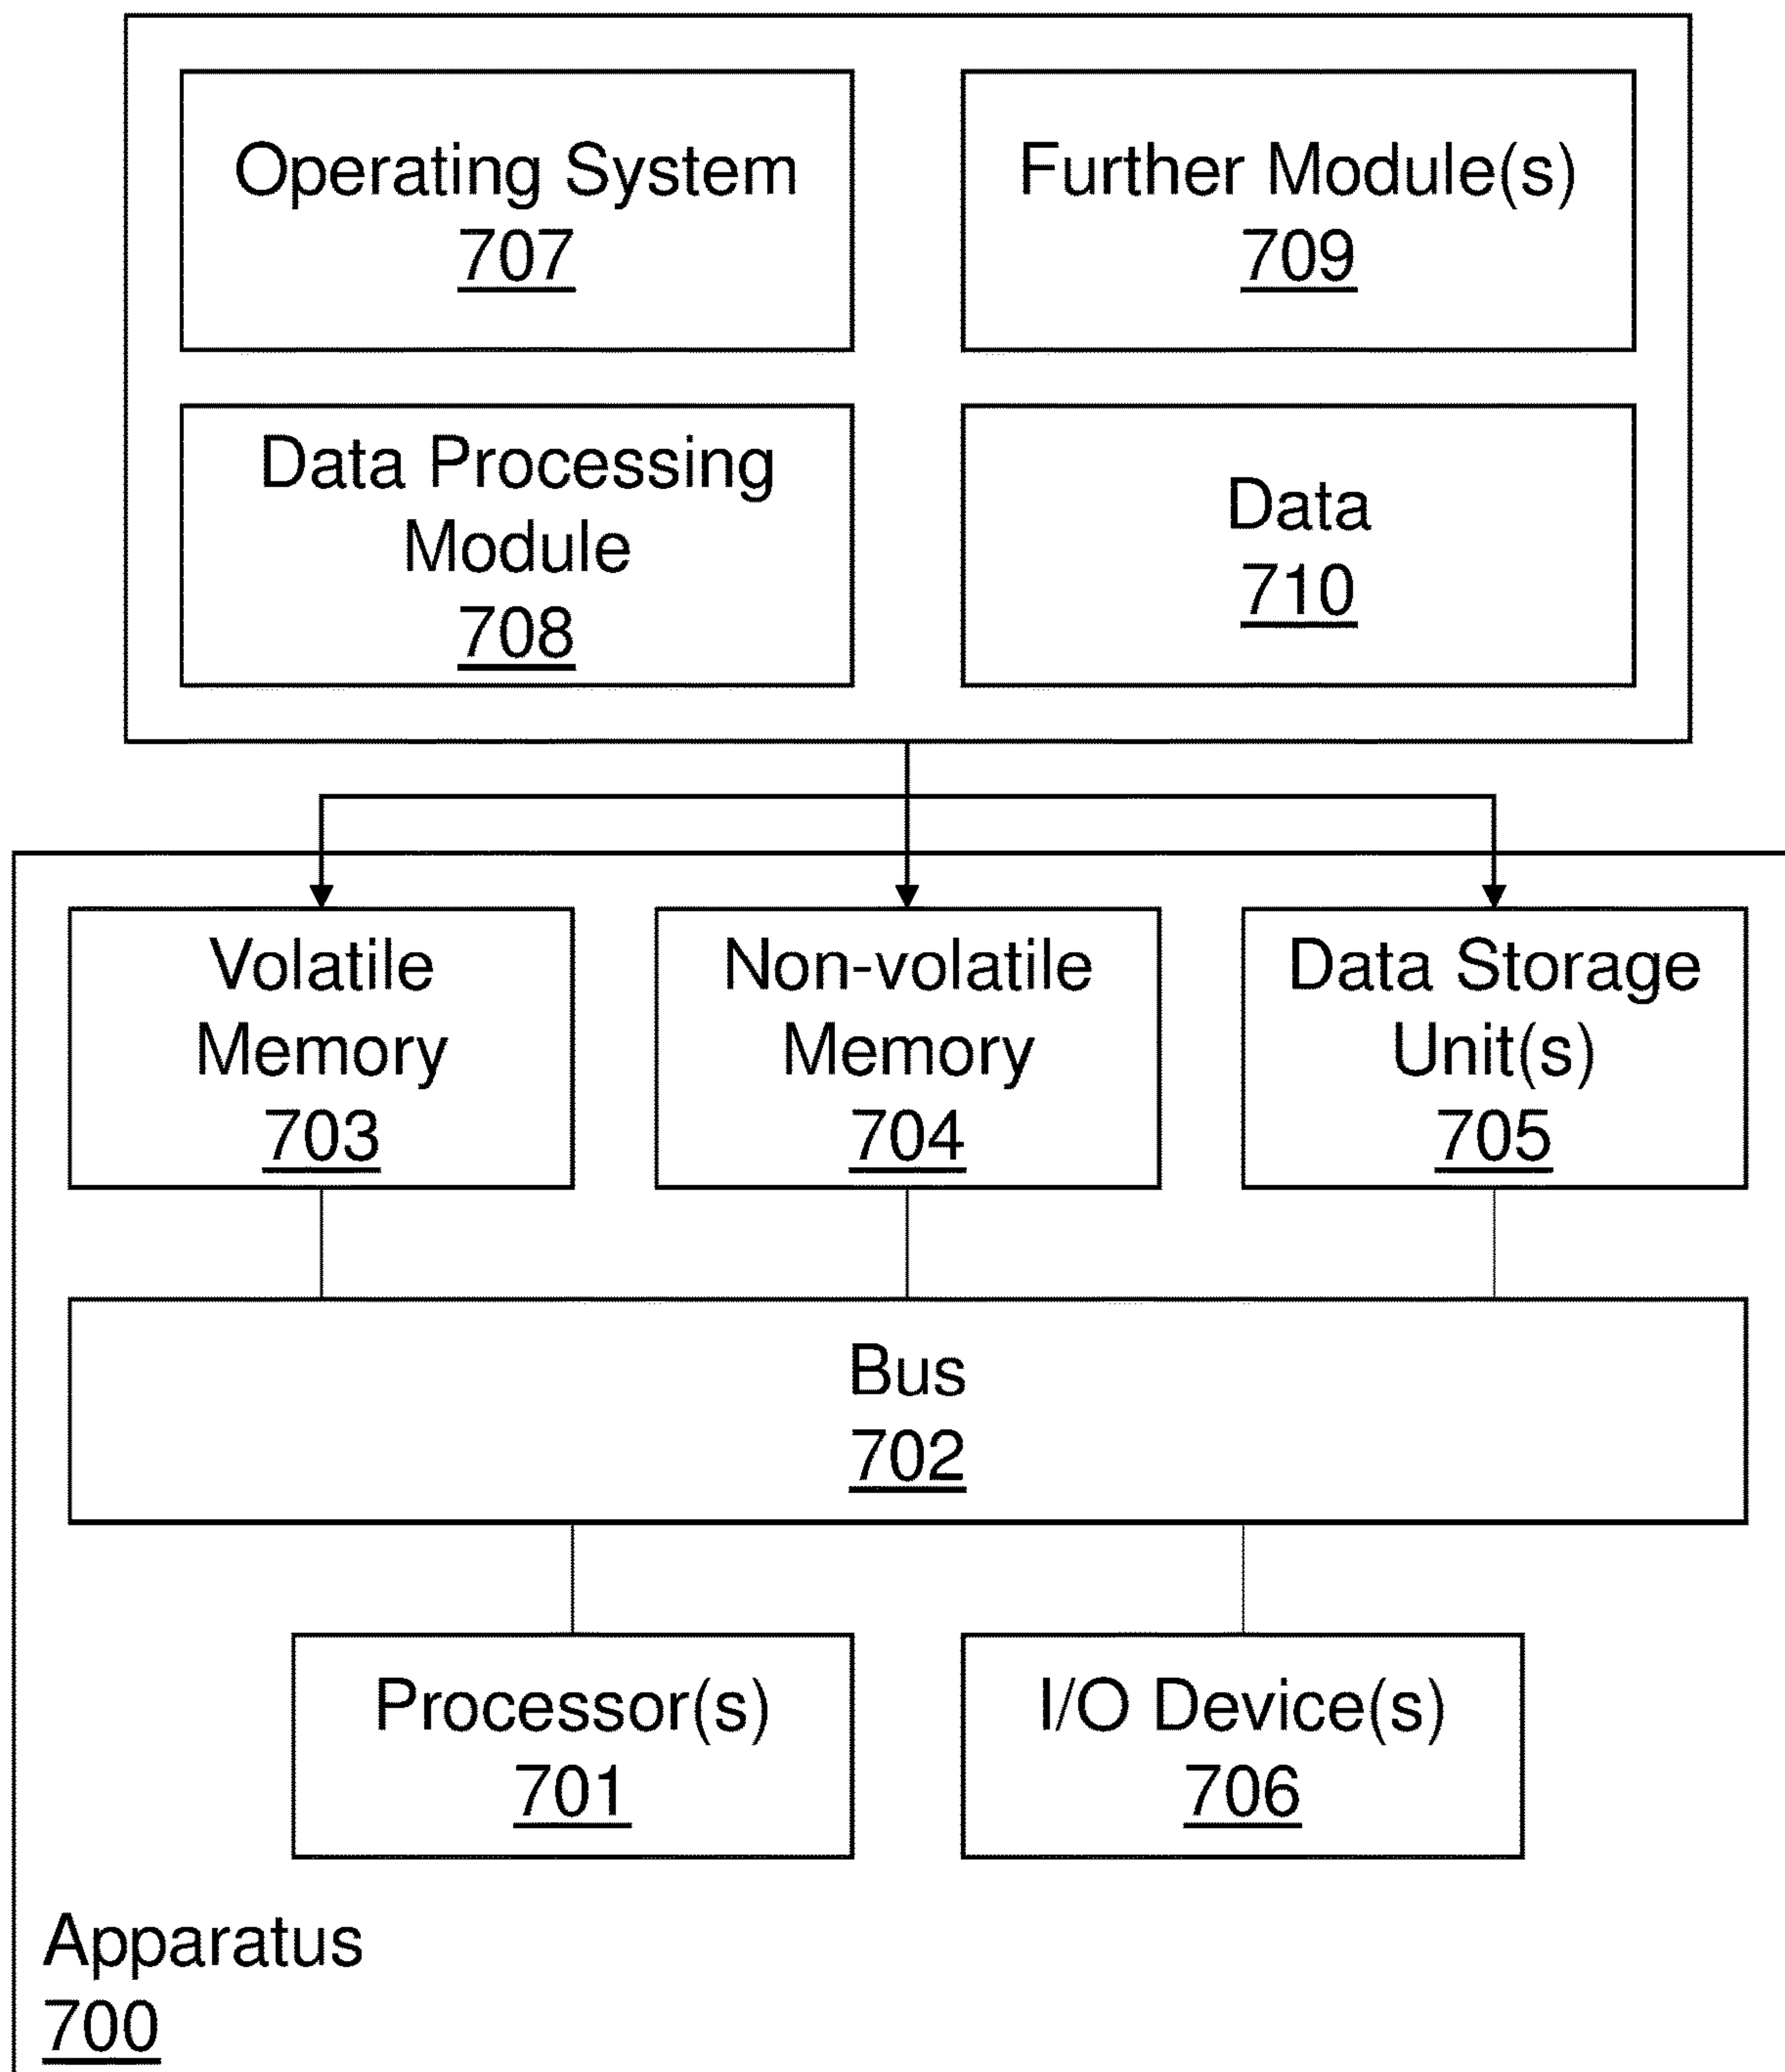 Operating System
707
Further Module(s)
709
Data Processing
Module
708
Data
710
Volatile
Memory
703
Non-volatile
Memory
704
Data Storage
Unit(s)
705
Bus
702
Processor(s)
701
I/O Device(s)
706
Apparatus
700